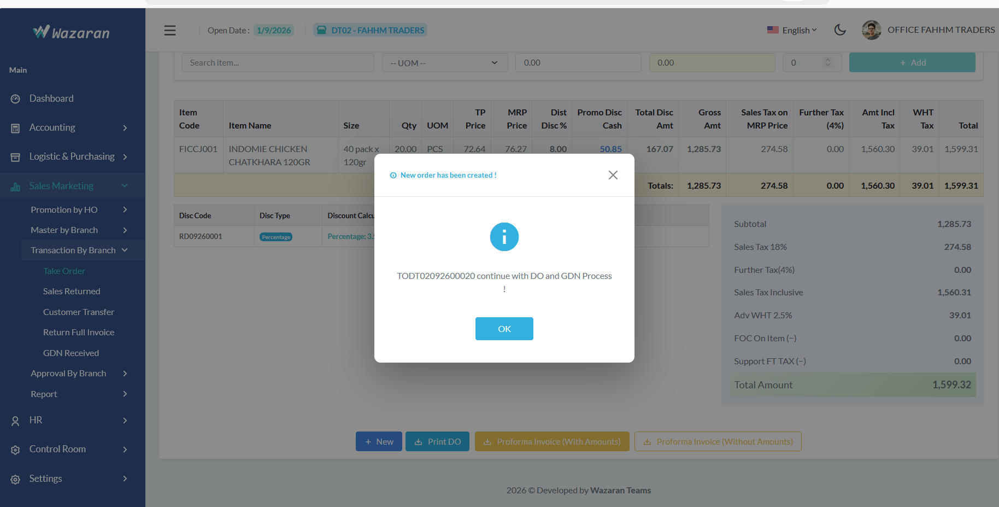 Wazaran
Open Date : 1/9/2026 DT02 - FAHHM TRADERS English OFFICE FAHHM TRADERS
Main
Dashboard
Accounting
Logistic & Purchasing
Sales Marketing
Promotion by HO
Master by Branch
Transaction By Branch
Take Order
Sales Returned
Customer Transfer
Return Full Invoice
GDN Received
Approval By Branch
Report
HR
Control Room
Settings
Search item... -- UOM -- 0.00 0.00 0 + Add
Item Code Item Name Size Qty UOM TP Price MRP Price Dist Disc % Promo Disc Cash Total Disc Amt Gross Amt Sales Tax on MRP Price Further Tax (4%) Amt Incl Tax WHT Tax Total
FICCJ001 INDOMIE CHICKEN CHATKHARA 120GR 40 pack x 120gr 20.00 PCS 72.64 76.27 8.00 50.85 167.07 1,285.73 274.58 0.00 1,560.30 39.01 1,599.31
Totals: 1,285.73 274.58 0.00 1,560.30 39.01 1,599.31
Disc Code Disc Type Discount Calcu
RD09260001 Percentage Percentage: 3.
New order has been created !
TODT02092600020 continue with DO and GDN Process
!
OK
Subtotal 1,285.73
Sales Tax 18% 274.58
Further Tax(4%) 0.00
Sales Tax Inclusive 1,560.31
Adv WHT 2.5% 39.01
FOC On Item (−) 0.00
Support FT TAX (−) 0.00
Total Amount 1,599.32
+ New Print DO Proforma Invoice (With Amounts) Proforma Invoice (Without Amounts)
2026 © Developed by Wazaran Teams